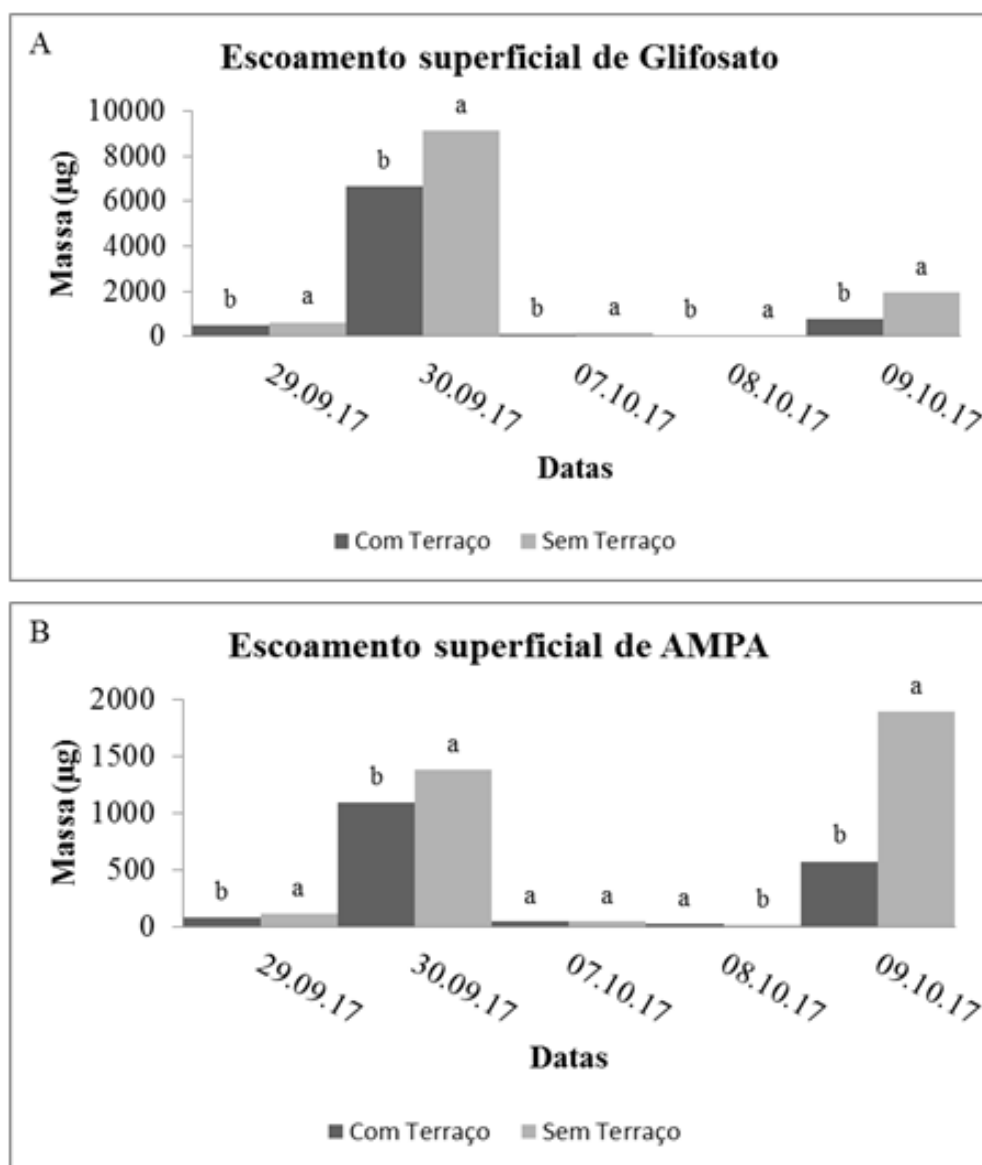 A
Escoamento superficial de Glifosato
Massa (µg)
10000
8000
6000
4000
2000
0
b a b a b a b a b a
29.09.17 30.09.17 07.10.17 08.10.17 09.10.17
Datas
Com Terraço Sem Terraço
B
Escoamento superficial de AMPA
Massa (µg)
2000
1500
1000
500
0
b a b a a a a b b a
29.09.17 30.09.17 07.10.17 08.10.17 09.10.17
Datas
Com Terraço Sem Terraço